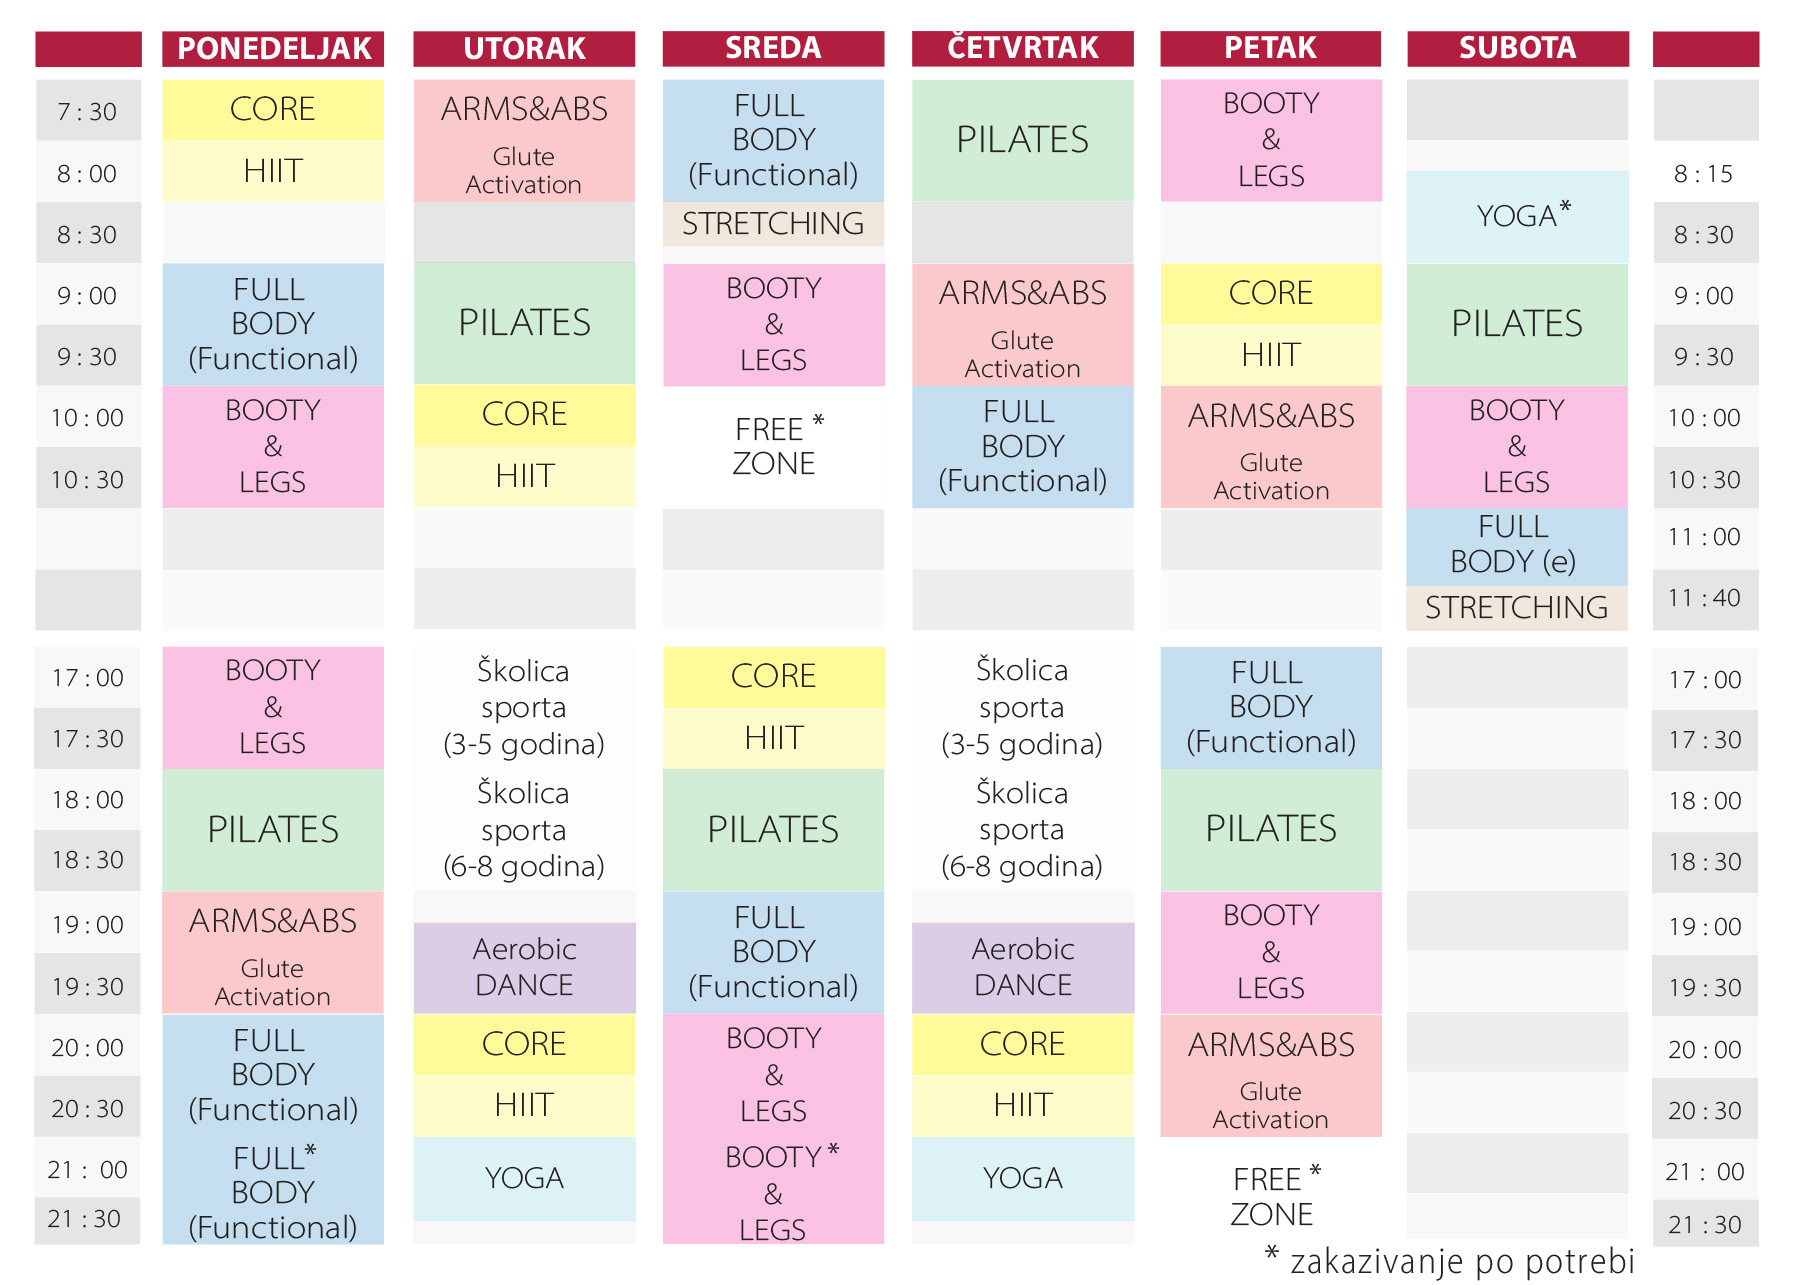 PONEDELJAK UTORAK SREDA ČETVRTAK PETAK SUBOTA
7:30 CORE ARMS&ABS FULL BODY (Functional) PILATES BOOTY & LEGS
8:00 HIIT Glute Activation 8:15
8:30 STRETCHING YOGA* 8:30
9:00 FULL BODY (Functional) PILATES BOOTY & LEGS ARMS&ABS CORE PILATES 9:00
9:30 Glute Activation HIIT 9:30
10:00 BOOTY & LEGS CORE FREE * ZONE FULL BODY (Functional) ARMS&ABS BOOTY & LEGS 10:00
10:30 HIIT Glute Activation 10:30
FULL BODY (e) 11:00
STRETCHING 11:40
17:00 BOOTY & LEGS Školica sporta (3-5 godina) CORE Školica sporta (3-5 godina) FULL BODY (Functional) 17:00
17:30 HIIT 17:30
18:00 PILATES Školica sporta (6-8 godina) PILATES Školica sporta (6-8 godina) PILATES 18:00
18:30 18:30
19:00 ARMS&ABS Aerobic DANCE FULL BODY (Functional) Aerobic DANCE BOOTY & LEGS 19:00
19:30 Glute Activation 19:30
20:00 FULL BODY (Functional) CORE BOOTY & LEGS CORE ARMS&ABS 20:00
20:30 HIIT HIIT Glute Activation 20:30
21: 00 FULL* BODY (Functional) YOGA BOOTY * & LEGS YOGA FREE * ZONE 21: 00
21:30 21:30
* zakazivanje po potrebi